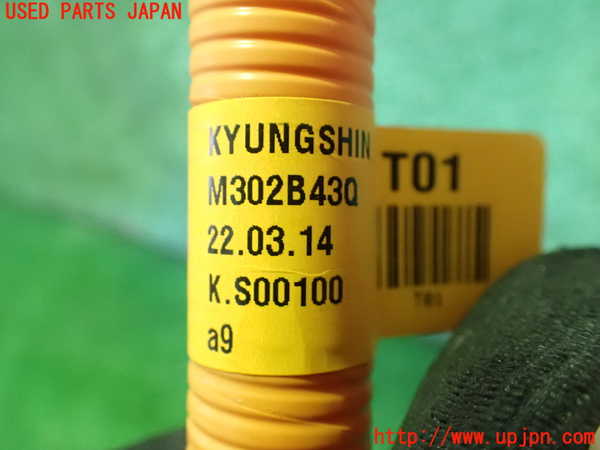 USED PARTS JAPAN
KYUNGSHIN
M302B43Q
22.03.14
K.S00100
a9
T01
T01
http://www.upjpn.com/